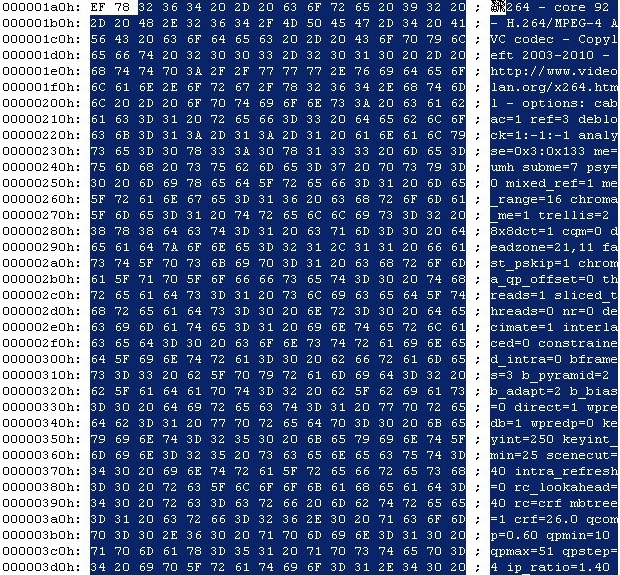 000001a0h: EF 78 32 36 34 20 2D 20 63 6F 72 65 20 39 32 20 ; 264 - core 92
000001b0h: 2D 20 48 2E 32 36 34 2F 4D 50 45 47 2D 34 20 41 ; - H.264/MPEG-4 A
000001c0h: 56 43 20 63 6F 64 65 63 20 2D 20 43 6F 70 79 6C ; VC codec - Copyl
000001d0h: 65 66 74 20 32 30 30 33 2D 32 30 31 30 20 2D 20 ; eft 2003-2010 -
000001e0h: 68 74 74 70 3A 2F 2F 77 77 77 2E 76 69 64 65 6F ; http://www.video
000001f0h: 6C 61 6E 2E 6F 72 67 2F 78 32 36 34 2E 68 74 6D ; lan.org/x264.htm
00000200h: 6C 20 2D 20 6F 70 74 69 6F 6E 73 3A 20 63 61 62 ; l - options: cab
00000210h: 61 63 3D 31 20 72 65 66 3D 33 20 64 65 62 6C 6F ; ac=1 ref=3 deblo
00000220h: 63 6B 3D 31 3A 2D 31 3A 2D 31 20 61 6E 61 6C 79 ; ck=1:-1:-1 analy
00000230h: 73 65 3D 30 78 33 3A 30 78 31 33 33 20 6D 65 3D ; se=0x3:0x133 me=
00000240h: 75 6D 68 20 73 75 62 6D 65 3D 37 20 70 73 79 3D ; umh subme=7 psy=
00000250h: 30 20 6D 69 78 65 64 5F 72 65 66 3D 31 20 6D 65 ; 0 mixed_ref=1 me
00000260h: 5F 72 61 6E 67 65 3D 31 36 20 63 68 72 6F 6D 61 ; _range=16 chroma
00000270h: 5F 6D 65 3D 31 20 74 72 65 6C 6C 69 73 3D 32 20 ; _me=1 trellis=2
00000280h: 38 78 38 64 63 74 3D 31 20 63 71 6D 3D 30 20 64 ; 8x8dct=1 cqm=0 d
00000290h: 65 61 64 7A 6F 6E 65 3D 32 31 2C 31 31 20 66 61 ; eadzone=21,11 fa
000002a0h: 73 74 5F 70 73 6B 69 70 3D 31 20 63 68 72 6F 6D ; st_pskip=1 chrom
000002b0h: 61 5F 71 70 5F 6F 66 66 73 65 74 3D 30 20 74 68 ; a_qp_offset=0 th
000002c0h: 72 65 61 64 73 3D 31 20 73 6C 69 63 65 64 5F 74 ; reads=1 sliced_t
000002d0h: 68 72 65 61 64 73 3D 30 20 6E 72 3D 30 20 64 65 ; hreads=0 nr=0 de
000002e0h: 63 69 6D 61 74 65 3D 31 20 69 6E 74 65 72 6C 61 ; cimate=1 interla
000002f0h: 63 65 64 3D 30 20 63 6F 6E 73 74 72 61 69 6E 65 ; ced=0 constraine
00000300h: 64 5F 69 6E 74 72 61 3D 30 20 62 66 72 61 6D 65 ; d_intra=0 bframe
00000310h: 73 3D 33 20 62 5F 70 79 72 61 6D 69 64 3D 32 20 ; s=3 b_pyramid=2
00000320h: 62 5F 61 64 61 70 74 3D 32 20 62 5F 62 69 61 73 ; b_adapt=2 b_bias
00000330h: 3D 30 20 64 69 72 65 63 74 3D 31 20 77 70 72 65 ; =0 direct=1 wpre
00000340h: 64 62 3D 31 20 77 70 72 65 64 70 3D 30 20 6B 65 ; db=1 wpredp=0 ke
00000350h: 79 69 6E 74 3D 32 35 30 20 6B 65 79 69 6E 74 5F ; yint=250 keyint_
00000360h: 6D 69 6E 3D 32 35 20 73 63 65 6E 65 63 75 74 3D ; min=25 scenecut=
00000370h: 34 30 20 69 6E 74 72 61 5F 72 65 66 72 65 73 68 ; 40 intra_refresh
00000380h: 3D 30 20 72 63 5F 6C 6F 6F 6B 61 68 65 61 64 3D ; =0 rc_lookahead=
00000390h: 34 30 20 72 63 3D 63 72 66 20 6D 62 74 72 65 65 ; 40 rc=crf mbtree
000003a0h: 3D 31 20 63 72 66 3D 32 36 2E 30 20 71 63 6F 6D ; =1 crf=26.0 qcom
000003b0h: 70 3D 30 2E 36 30 20 71 70 6D 69 6E 3D 31 30 20 ; p=0.60 qpmin=10
000003c0h: 71 70 6D 61 78 3D 35 31 20 71 70 73 74 65 70 3D ; qpmax=51 qpstep=
000003d0h: 34 20 69 70 5F 72 61 74 69 6F 3D 31 2E 34 30 20 ; 4 ip_ratio=1.40